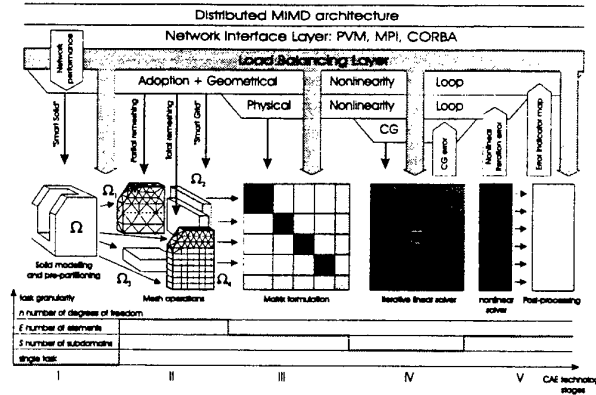 Distributed MIMD architecture
Network Interface Layer: PVM, MPI, CORBA
Load Balancing Layer
Network
performance
Adoption + Geometrical
Nonlinearity
Loop
Physical
Nonlinearity
Loop
CG
"Smart Solid"
Partial remeshing
Total remeshing
"Smart Grid"
CG error
Nonlinear
iteration error
Error indicator map
Ω
Ω₁
Ω₂
Ω₃
Ω₄
Solid modelling
and pre-partitioning
Mesh operations
Matrix formulation
Iterative linear solver
nonlinear
solver
Post-processing
task granularity
n number of degrees of freedom
E number of elements
S number of subdomains
single task
I
II
III
IV
V
CAE technology
stages